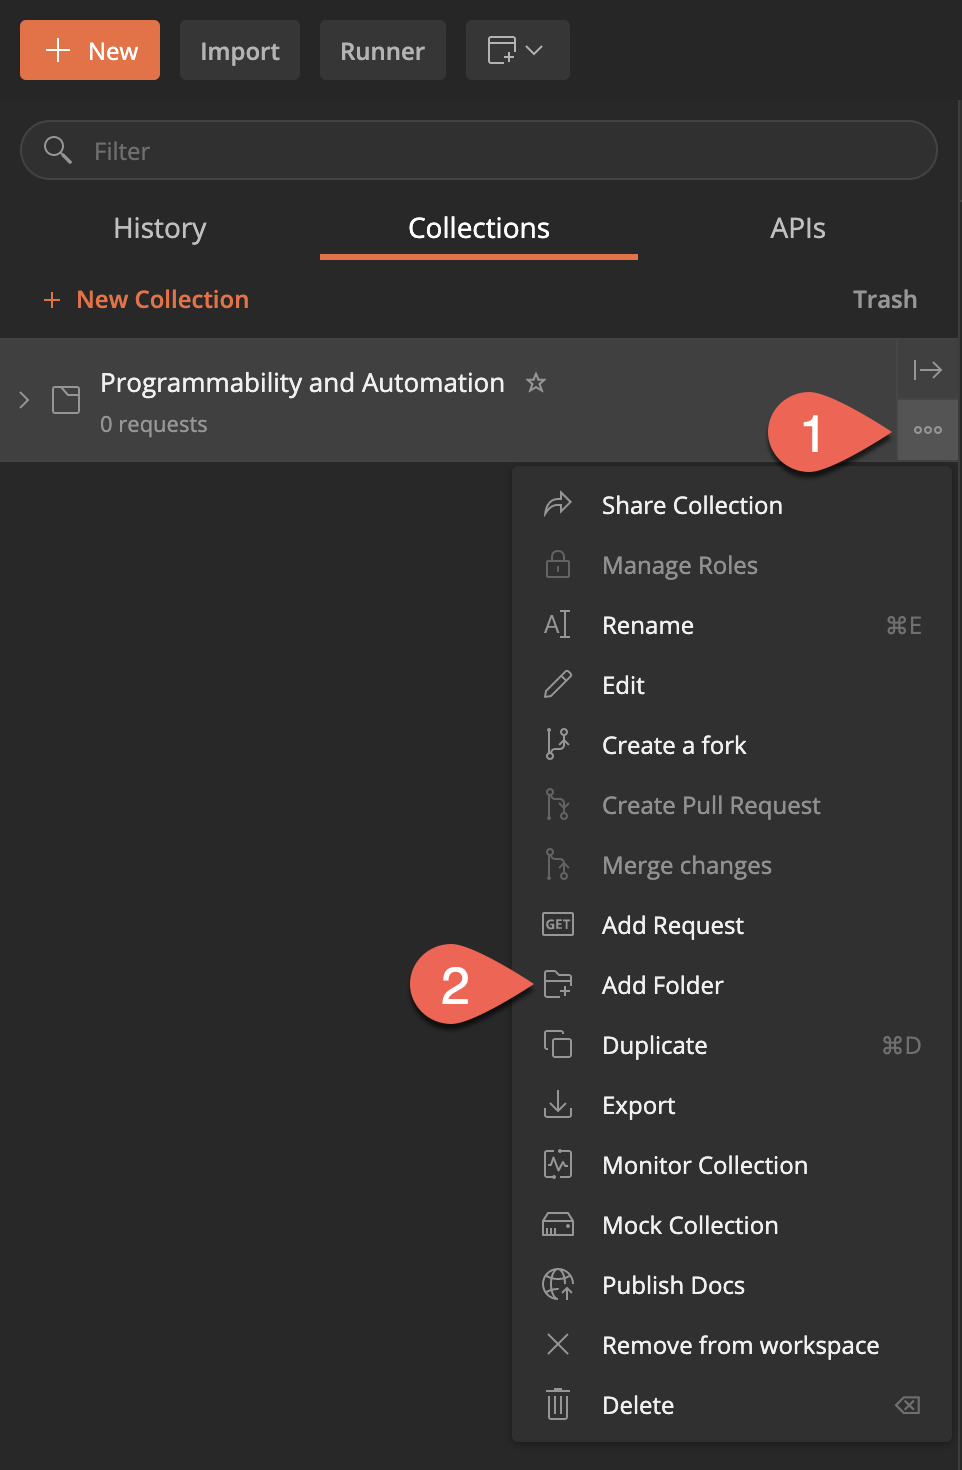 New Import Runner
Filter
History Collections APIs
+ New Collection Trash
Programmability and Automation
0 requests
1
Share Collection
Manage Roles
Rename ⌘E
Edit
Create a fork
Create Pull Request
Merge changes
GET Add Request
2 Add Folder
Duplicate ⌘D
Export
Monitor Collection
Mock Collection
Publish Docs
Remove from workspace
Delete ⌫